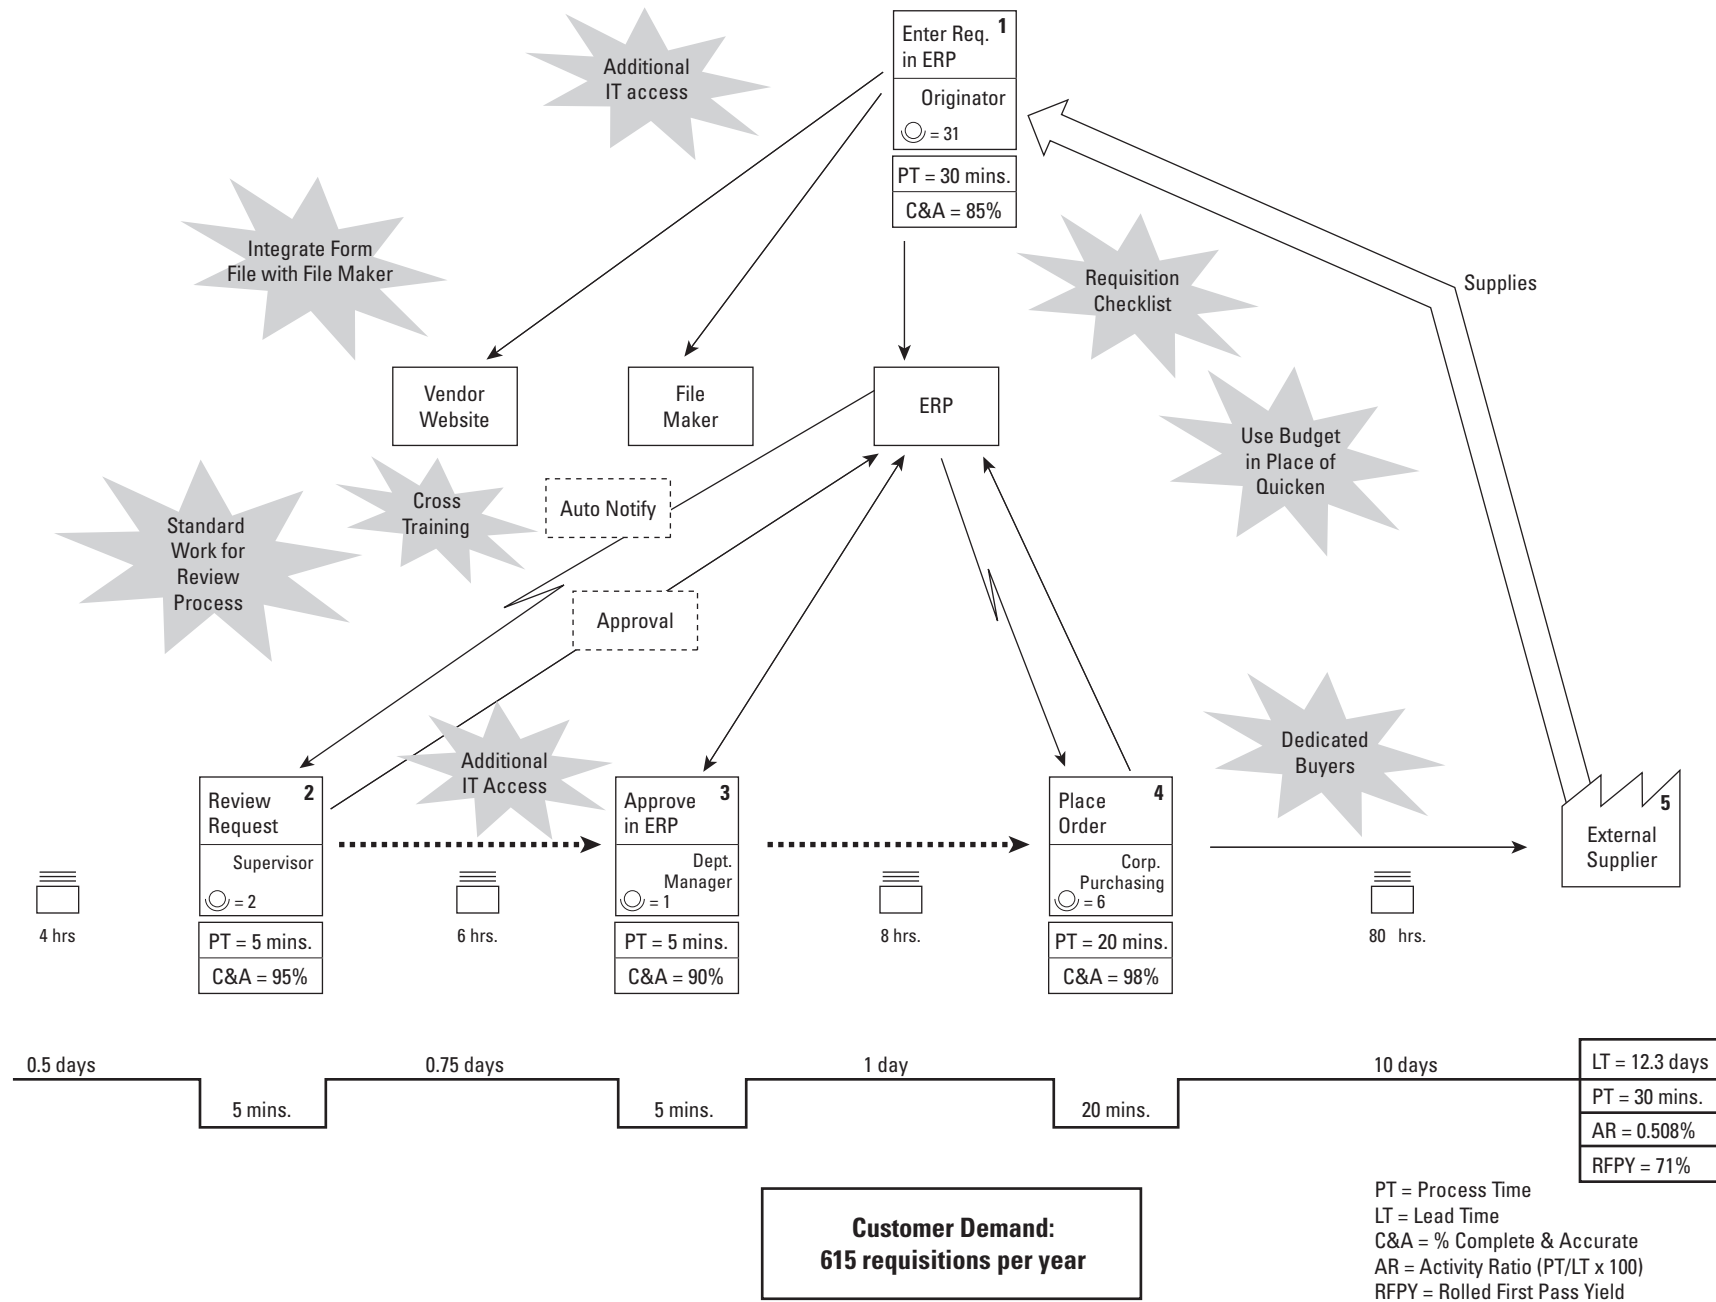 Enter Req. 1
in ERP
Originator
= 31
PT = 30 mins.
C&A = 85%
Additional
IT access
Integrate Form
File with File Maker
Requisition
Checklist
Supplies
Vendor
Website
File
Maker
ERP
Use Budget
in Place of
Quicken
Cross
Training
Auto Notify
Standard
Work for
Review
Process
Approval
Additional
IT Access
Dedicated
Buyers
Review 2
Request
Supervisor
= 2
PT = 5 mins.
C&A = 95%
Approve 3
in ERP
Dept.
Manager
= 1
PT = 5 mins.
C&A = 90%
Place 4
Order
Corp.
Purchasing
= 6
PT = 20 mins.
C&A = 98%
5
External
Supplier
4 hrs
6 hrs.
8 hrs.
80 hrs.
0.5 days
5 mins.
0.75 days
5 mins.
1 day
20 mins.
10 days
LT = 12.3 days
PT = 30 mins.
AR = 0.508%
RFPY = 71%
Customer Demand:
615 requisitions per year
PT = Process Time
LT = Lead Time
C&A = % Complete & Accurate
AR = Activity Ratio (PT/LT x 100)
RFPY = Rolled First Pass Yield